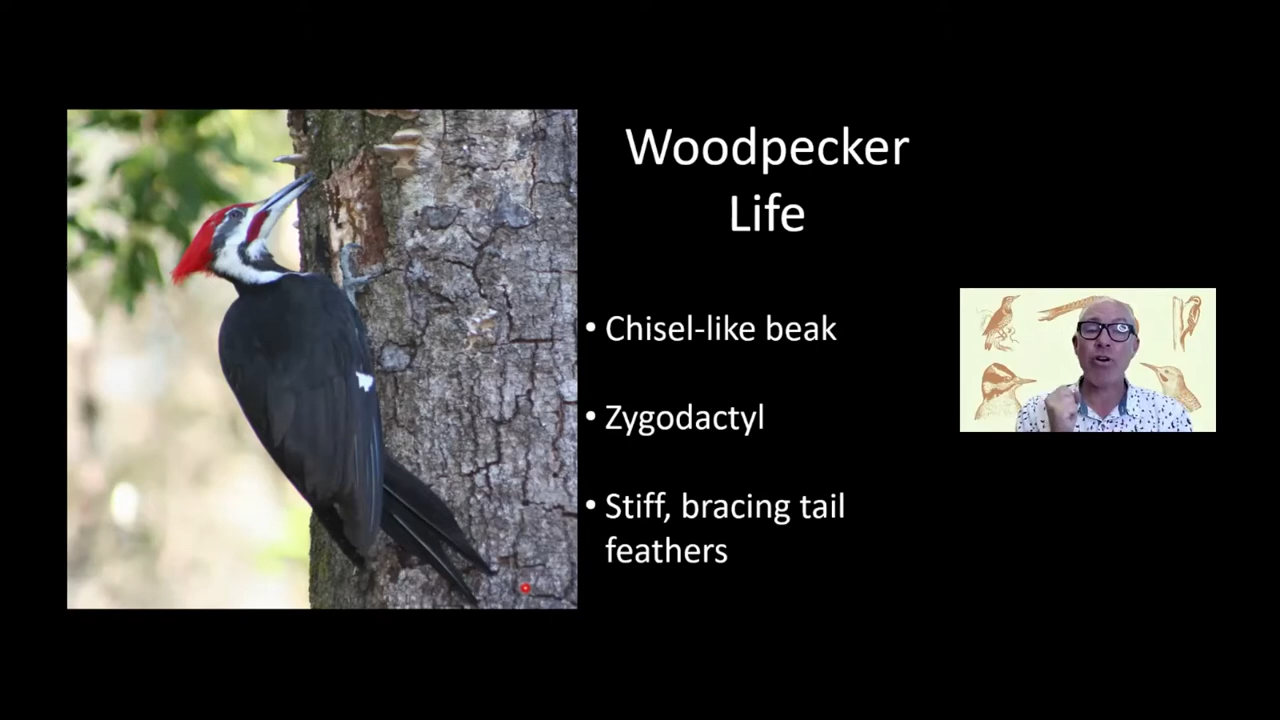 Woodpecker
Life
• Chisel-like beak
• Zygodactyl
• Stiff, bracing tail
feathers